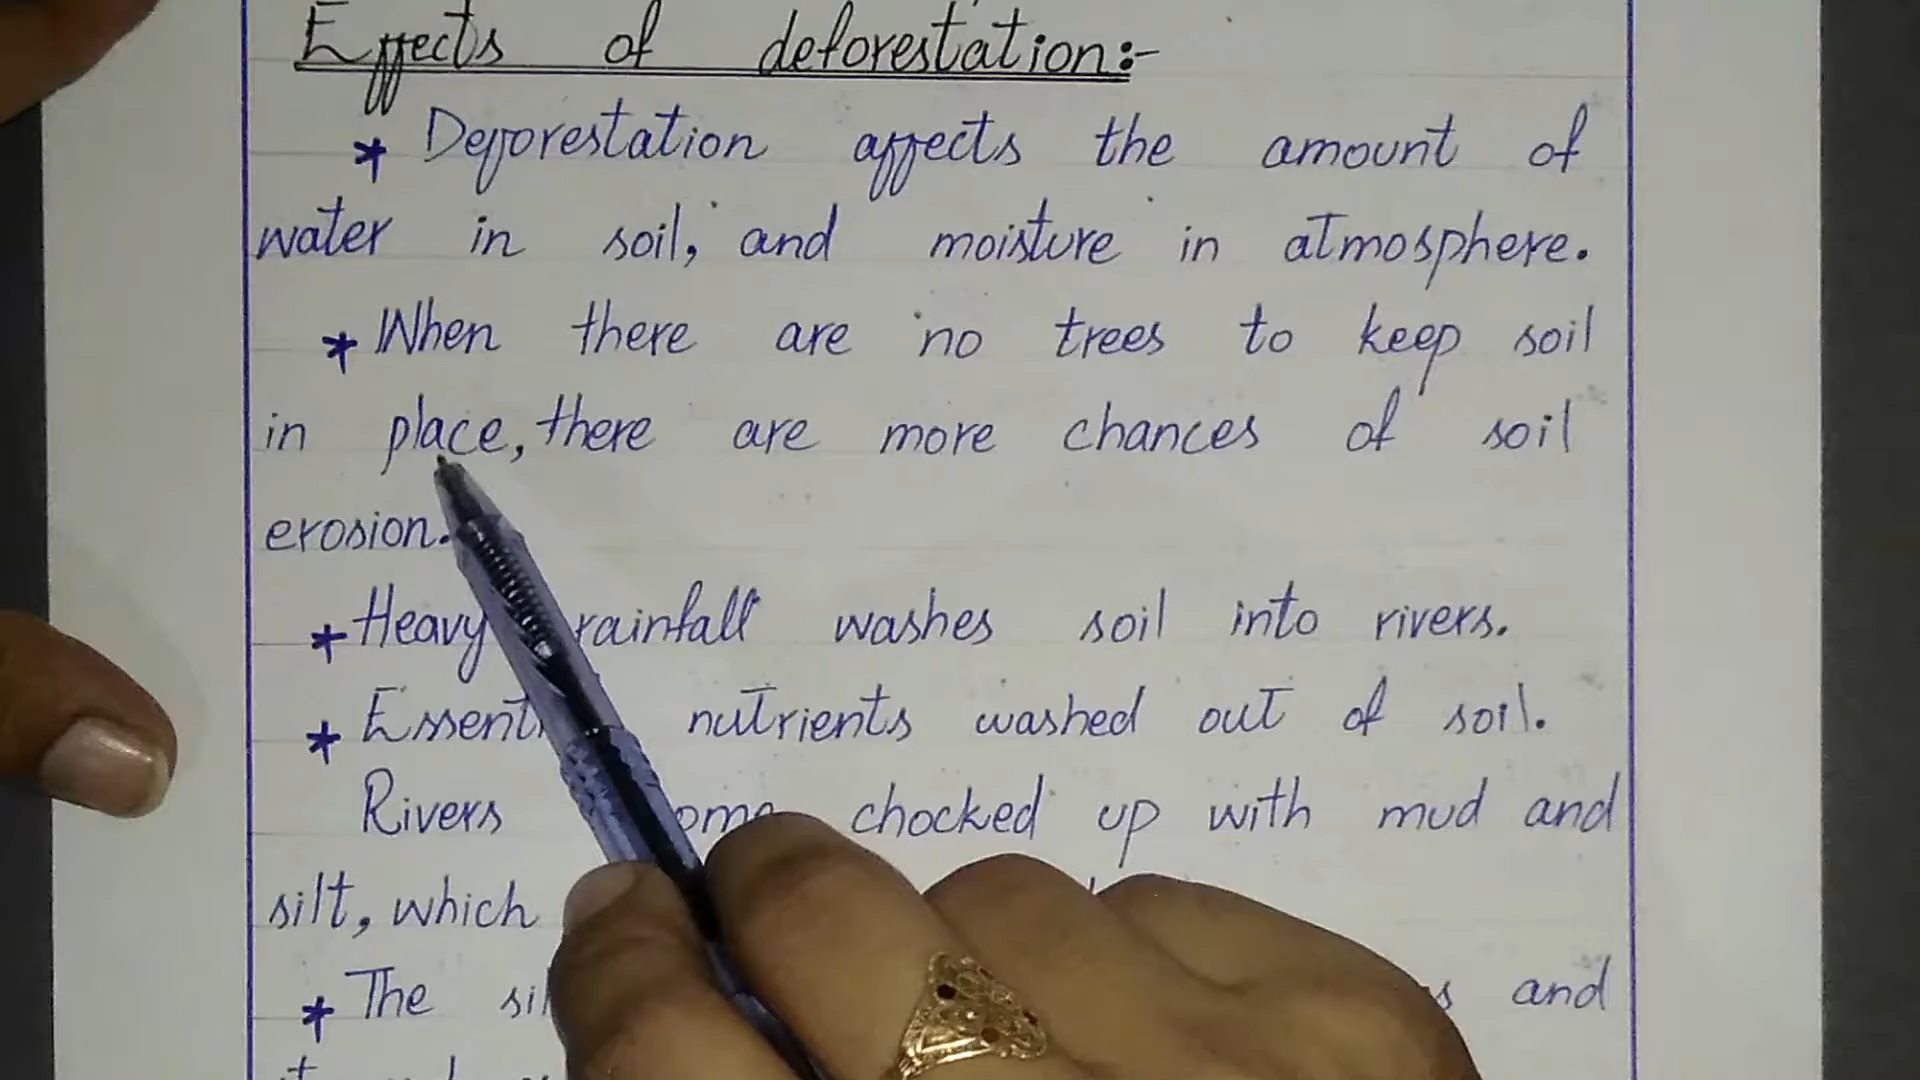 Effects of deforestation:-
* Deforestation affects the amount of
water in soil, and moisture in atmosphere.
* When there are no trees to keep soil
in place, there are more chances of soil
erosion.
* Heavy rainfall washes soil into rivers.
* nutrients washed out of soil.
Rivers chocked up with mud and
silt, which
* The and